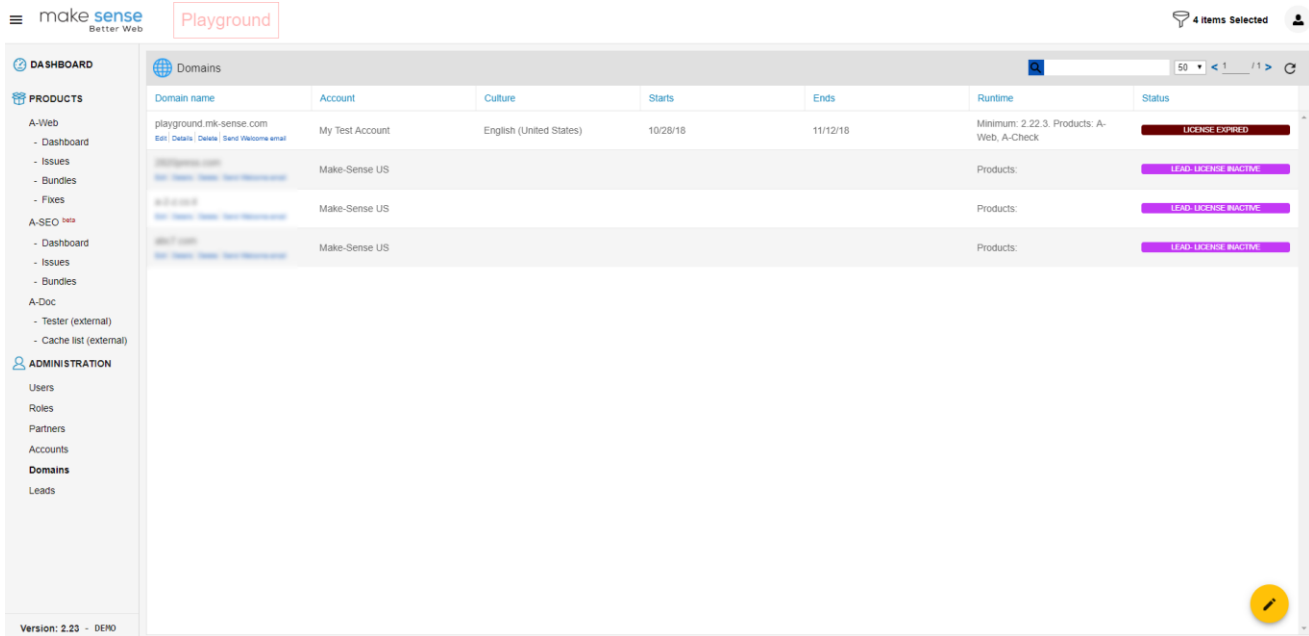 make sense
Better Web
Playground
4 items Selected
DASHBOARD
PRODUCTS
A-Web
- Dashboard
- Issues
- Bundles
- Fixes
A-SEO beta
- Dashboard
- Issues
- Bundles
A-Doc
- Tester (external)
- Cache list (external)
ADMINISTRATION
Users
Roles
Partners
Accounts
Domains
Leads
Version: 2.23 - DEMO
Domains
50 < 1 / 1 >
Domain name Account Culture Starts Ends Runtime Status
playground.mk-sense.com
Edit Details Delete Send Welcome email
My Test Account English (United States) 10/28/18 11/12/18
Minimum: 2.22.3. Products: A-
Web, A-Check
LICENSE EXPIRED
Make-Sense US Products: LEAD- LICENSE INACTIVE
Make-Sense US Products: LEAD- LICENSE INACTIVE
Make-Sense US Products: LEAD- LICENSE INACTIVE